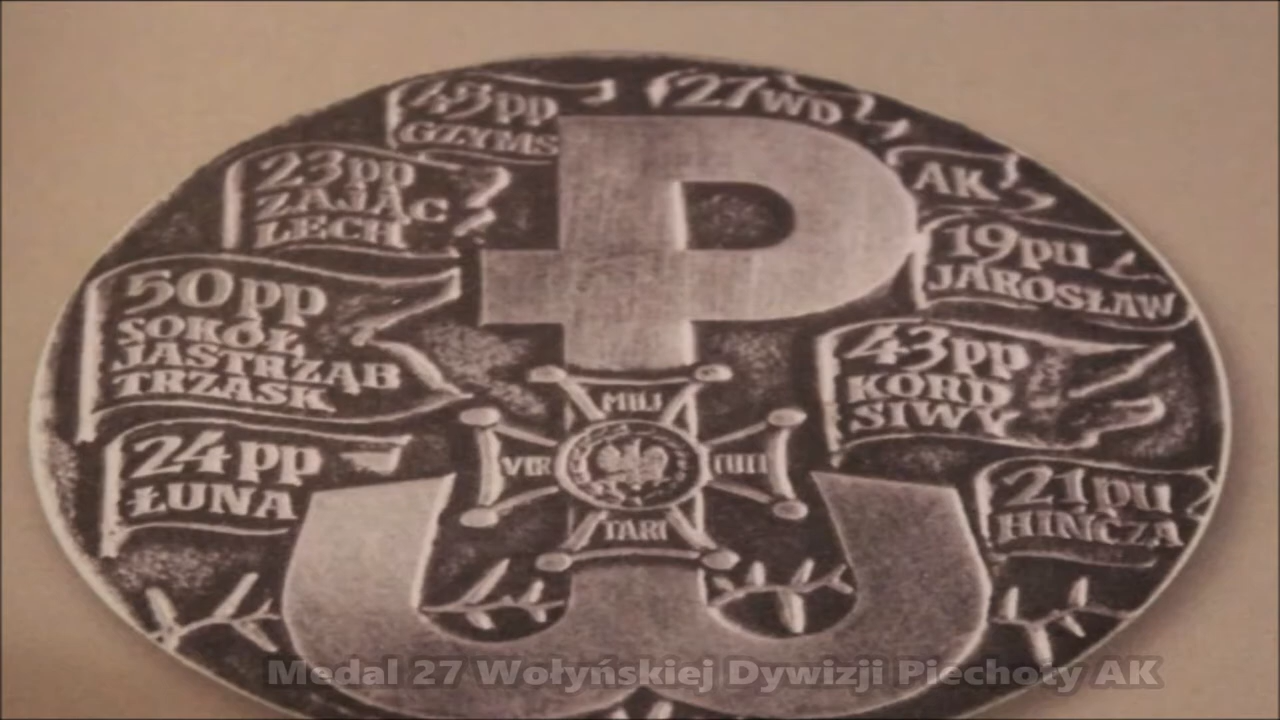 45pp
GZYMS
27WD
AK
23pp
ZAJĄC
LECH
19pu
JAROSŁAW
50pp
SOKÓŁ,
JASTRZĄB
TRZASK
43pp
KORD
SIWY
24pp
ŁUNA
MILI
VIR
TUTI
TARI
21pu
HIŃCZA
Medal 27 Wołyńskiej Dywizji Piechoty AK